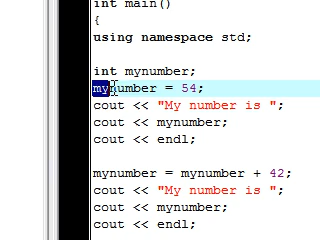 int main()
{
using namespace std;
int mynumber;
mynumber = 54;
cout << "My number is ";
cout << mynumber;
cout << endl;
mynumber = mynumber + 42;
cout << "My number is ";
cout << mynumber;
cout << endl;